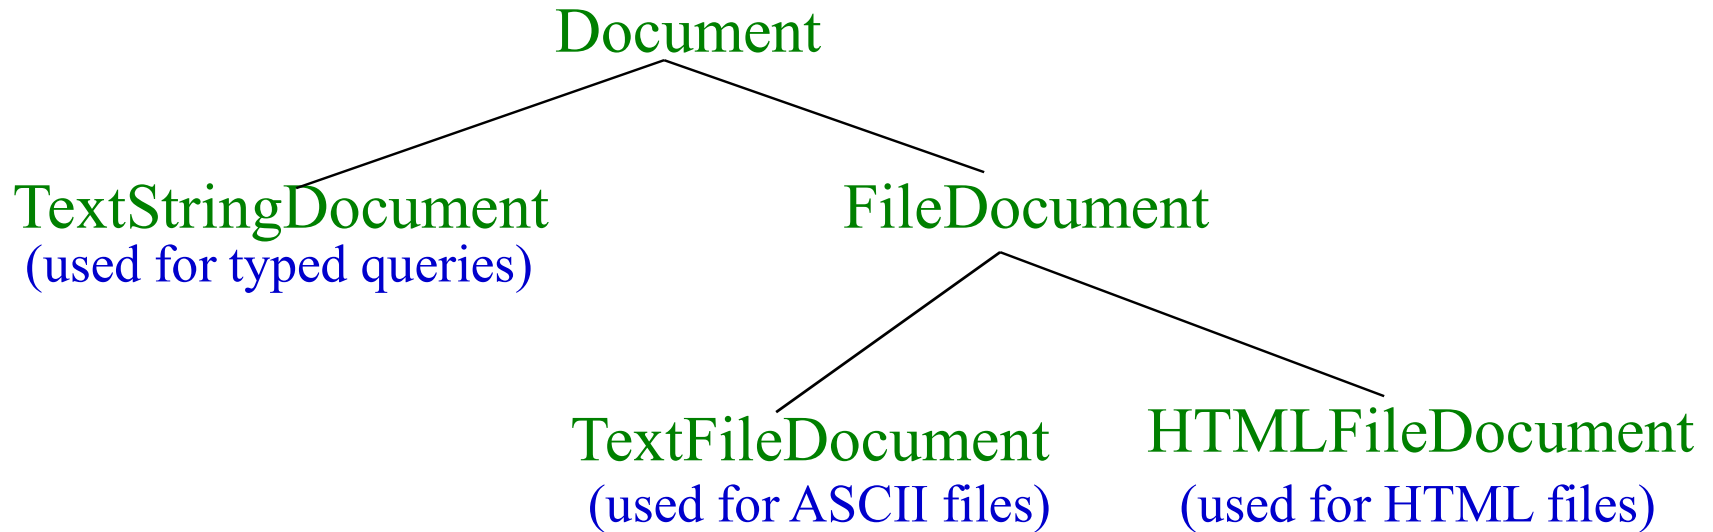 Document
TextStringDocument
FileDocument
(used for typed queries)
TextFileDocument
HTMLFileDocument
(used for ASCII files)
(used for HTML files)